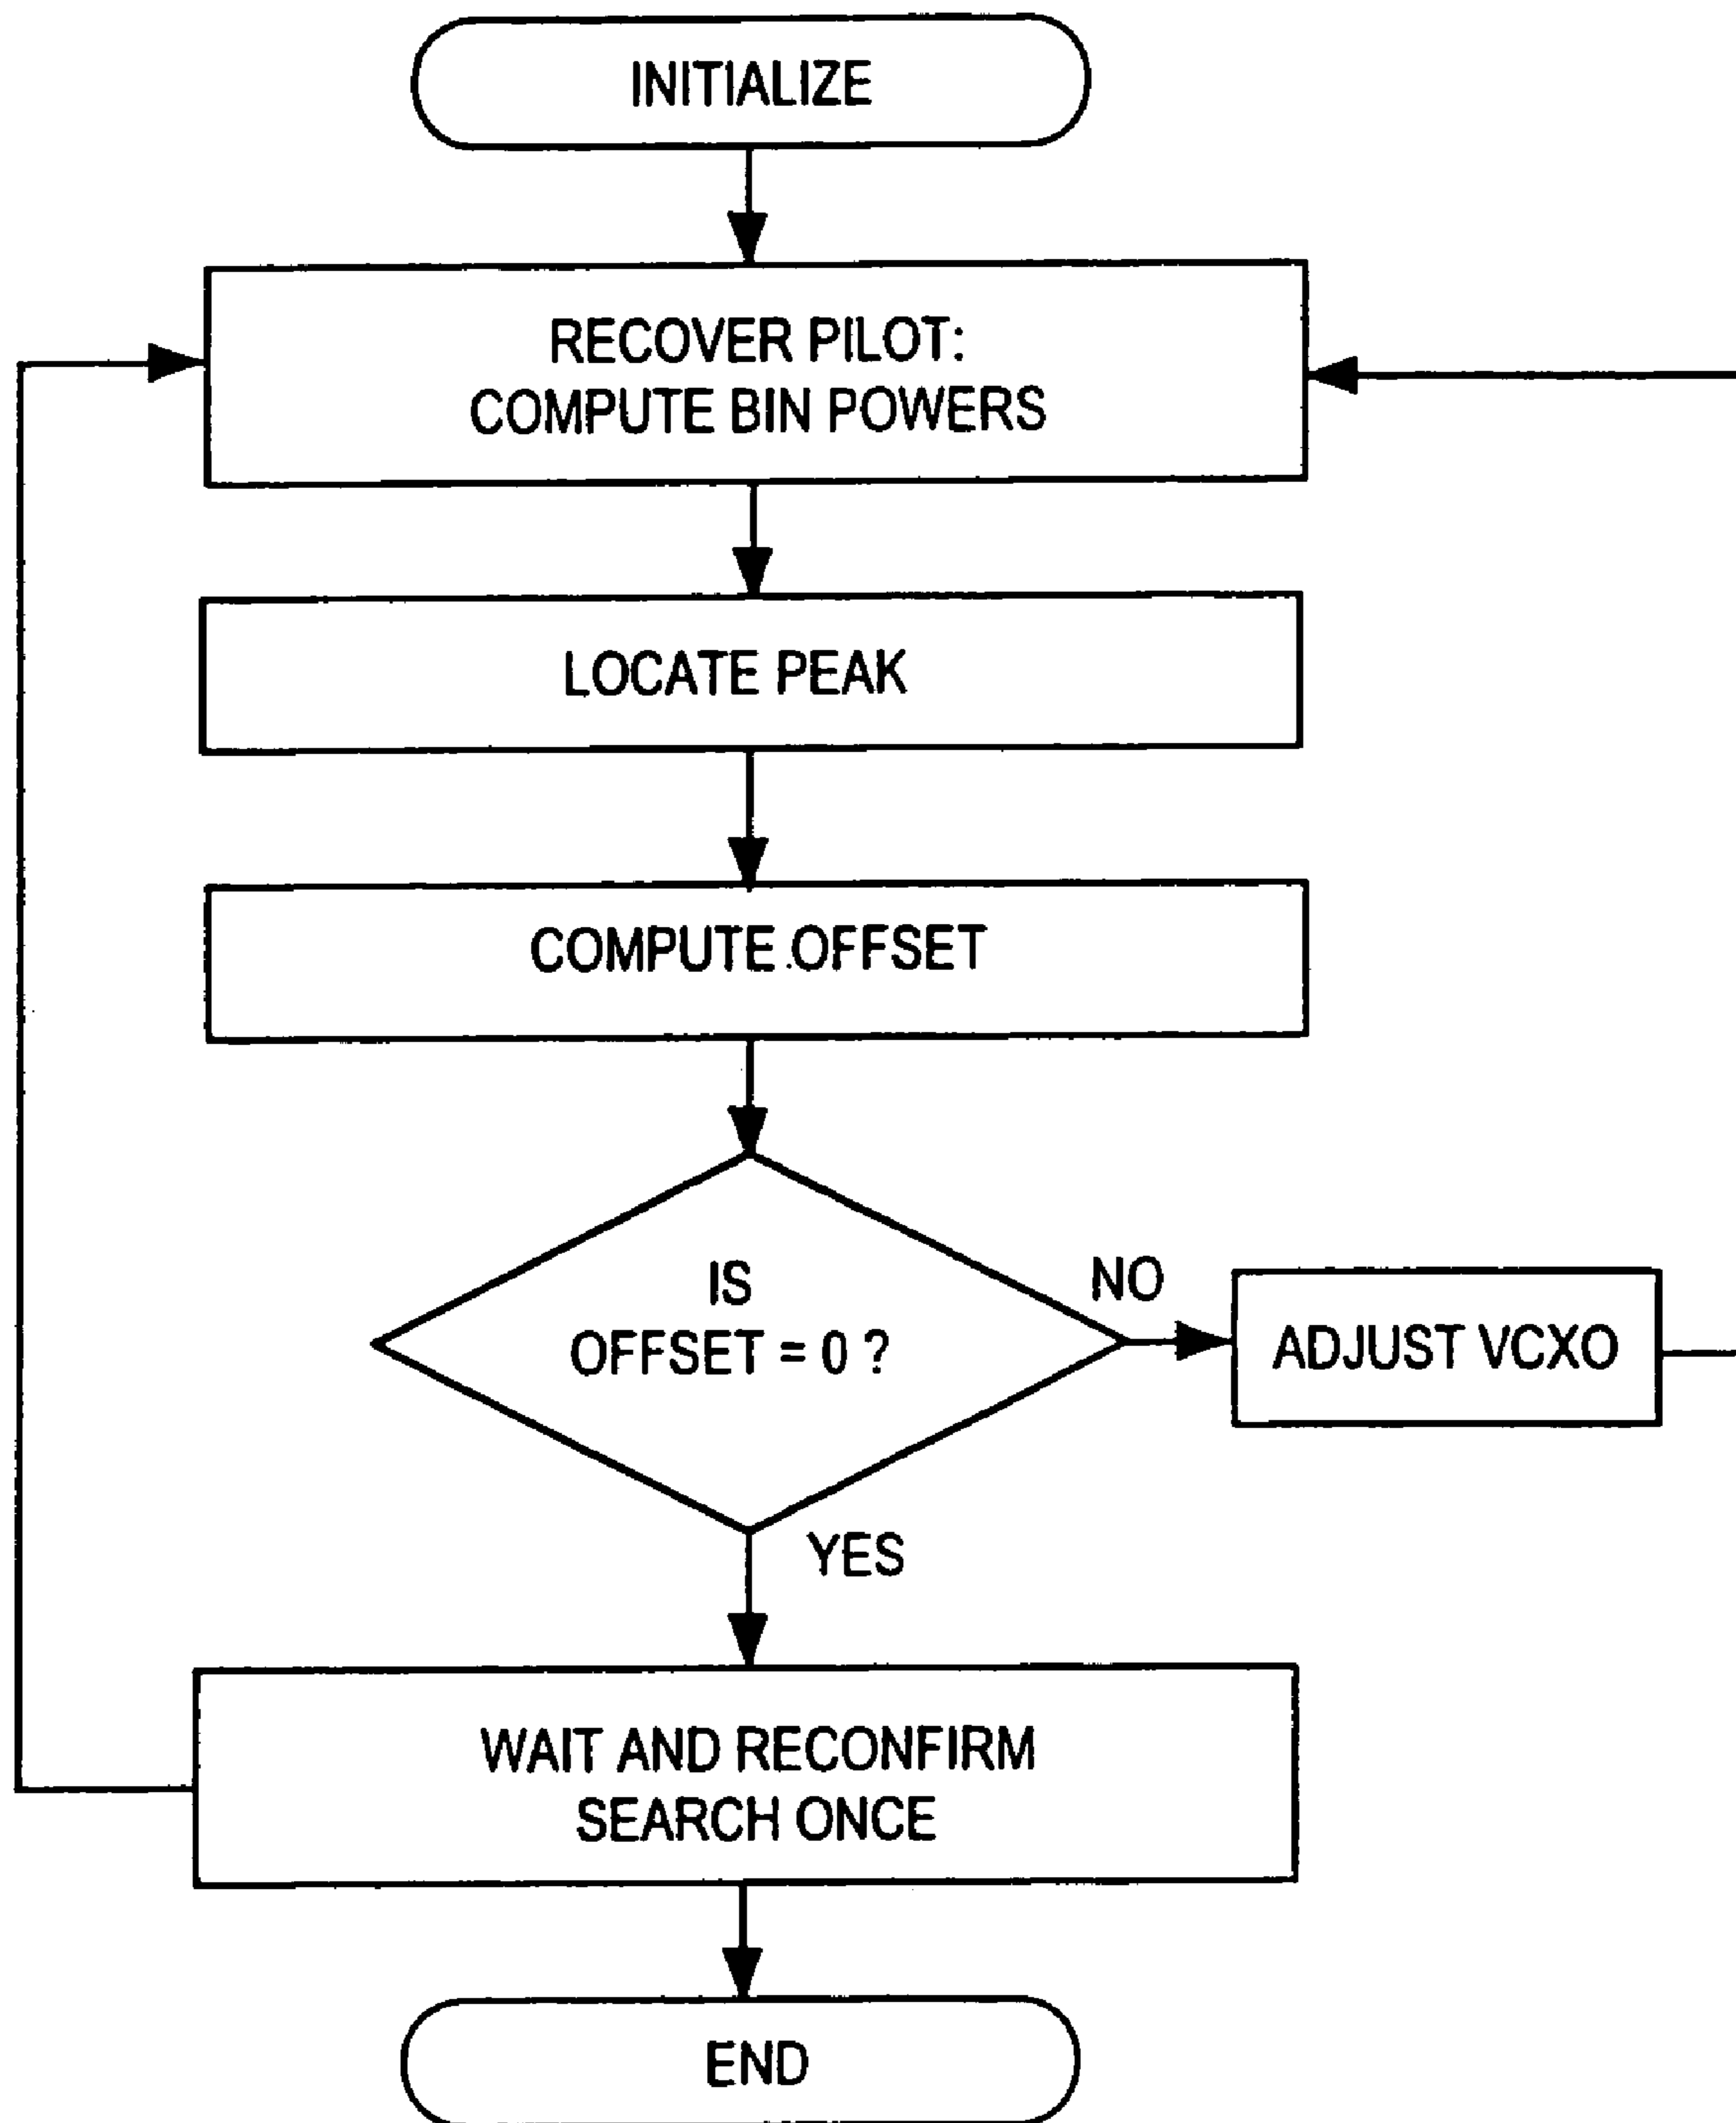 INITIALIZE
RECOVER PILOT:
COMPUTE BIN POWERS
LOCATE PEAK
COMPUTE OFFSET
IS
OFFSET = 0 ?
NO
ADJUST VCXO
YES
WAIT AND RECONFIRM
SEARCH ONCE
END